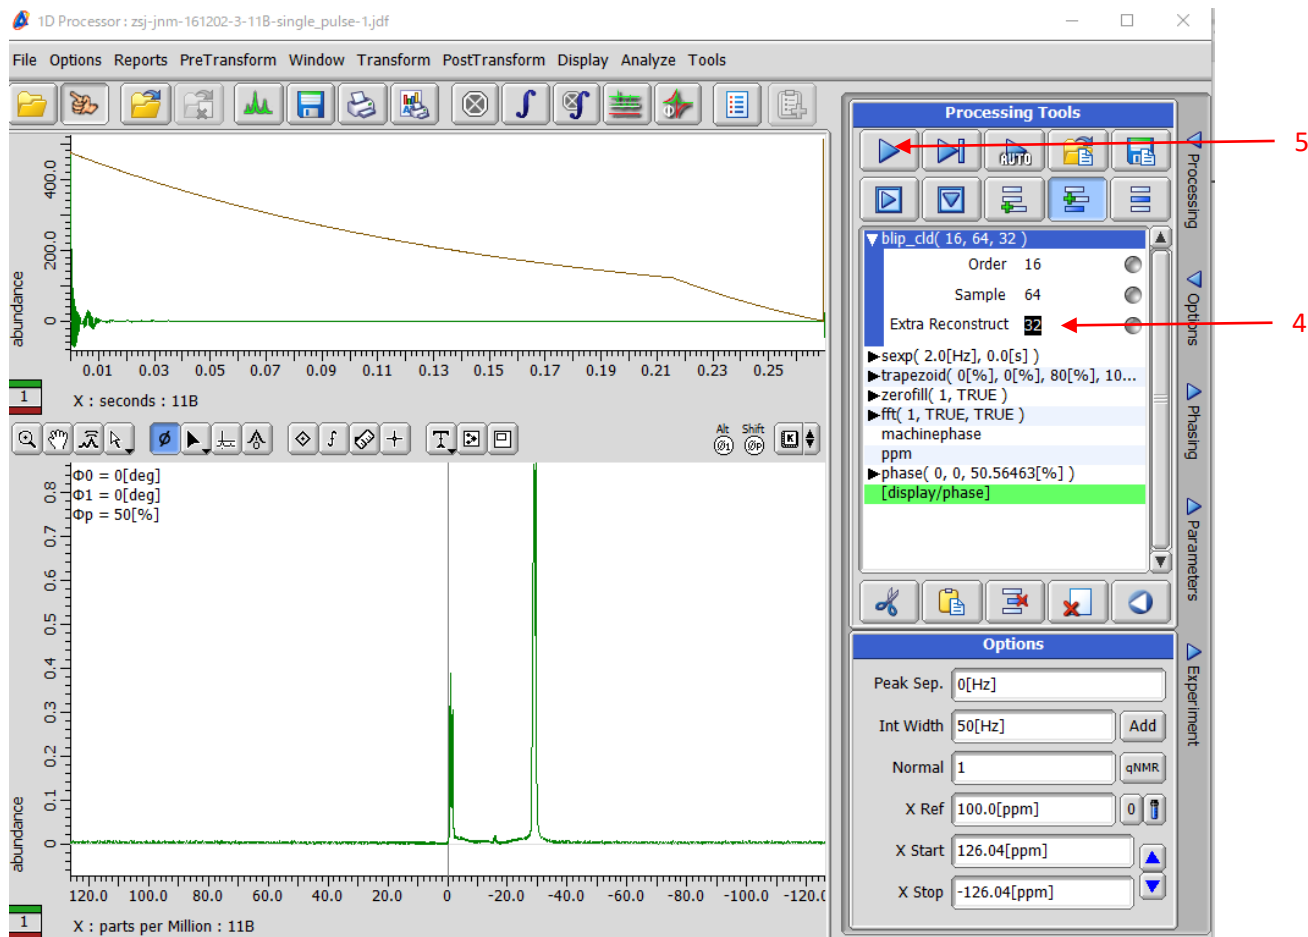 1D Processor : zsj-jnm-161202-3-11B-single_pulse-1.jdf
File Options Reports PreTransform Window Transform PostTransform Display Analyze Tools
Processing Tools
5
AUTO
blip_cld( 16, 64, 32 )
Order 16
Sample 64
Extra Reconstruct 32
4
sexp( 2.0[Hz], 0.0[s] )
trapezoid( 0[%], 0[%], 80[%], 10...
zerofill( 1, TRUE )
fft( 1, TRUE, TRUE )
machinephase
ppm
phase( 0, 0, 50.56463[%] )
[display/phase]
Processing
Options
Phasing
Parameters
Experiment
abundance
400.0
200.0
0
0.01 0.03 0.05 0.07 0.09 0.11 0.13 0.15 0.17 0.19 0.21 0.23 0.25
1
X : seconds : 11B
Alt Shift
Ø1 ØP
K
Φ0 = 0[deg]
Φ1 = 0[deg]
Φp = 50[%]
abundance
0.8
0.7
0.6
0.5
0.4
0.3
0.2
0.1
0
120.0 100.0 80.0 60.0 40.0 20.0 0 -20.0 -40.0 -60.0 -80.0 -100.0 -120.0
1
X : parts per Million : 11B
Options
Peak Sep. 0[Hz]
Int Width 50[Hz] Add
Normal 1 qNMR
X Ref 100.0[ppm] 0
X Start 126.04[ppm]
X Stop -126.04[ppm]